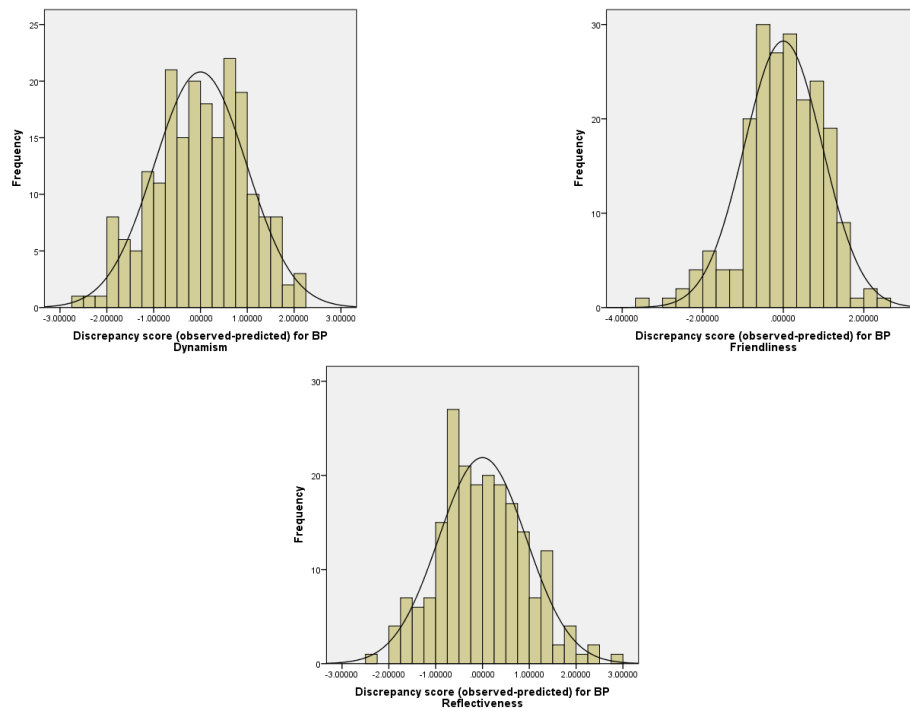 25
20
15
10
5
0
Frequency
-3.00000 -2.00000 -1.00000 .00000 1.00000 2.00000 3.00000
Discrepancy score (observed-predicted) for BP
Dynamism
30
20
10
0
Frequency
-4.00000 -2.00000 .00000 2.00000
Discrepancy score (observed-predicted) for BP
Friendliness
30
20
10
0
Frequency
-3.00000 -2.00000 -1.00000 .00000 1.00000 2.00000 3.00000
Discrepancy score (observed-predicted) for BP
Reflectiveness